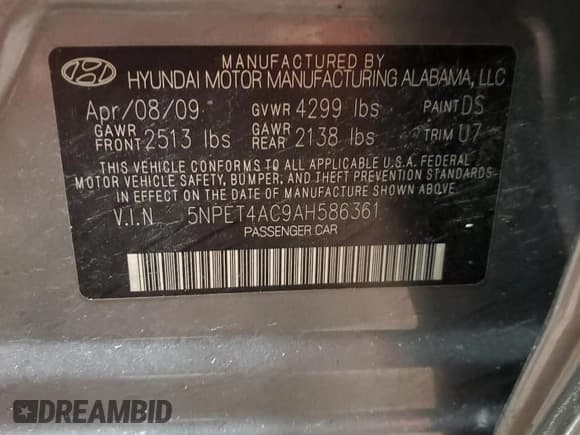 MANUFACTURED BY
HYUNDAI MOTOR MANUFACTURING ALABAMA, LLC
Apr/08/09 GVWR 4299 lbs PAINT DS
GAWR FRONT 2513 lbs GAWR REAR 2138 lbs TRIM U7
THIS VEHICLE CONFORMS TO ALL APPLICABLE U.S.A. FEDERAL
MOTOR VEHICLE SAFETY, BUMPER, AND THEFT PREVENTION
STANDARDS IN EFFECT ON THE DATE OF MANUFACTURE SHOWN ABOVE.
V.I.N 5NPET4AC9AH586361
PASSENGER CAR
DREAMBID